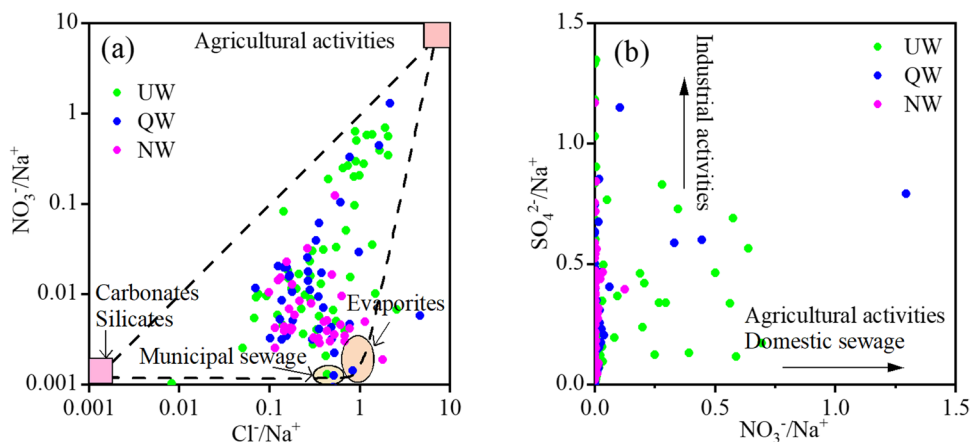 (a)
Agricultural activities
UW
QW
NW
Carbonates
Silicates
Municipal sewage
Evaporites
10
1
0.1
0.01
0.001
NO₃⁻/Na⁺
0.001
0.1
1
10
Cl⁻/Na⁺
(b)
Industrial activities
UW
QW
NW
Agricultural activities
Domestic sewage
1.5
1.0
0.5
0.0
SO₄²⁻/Na⁺
0.0
0.5
1.0
1.5
NO₃⁻/Na⁺